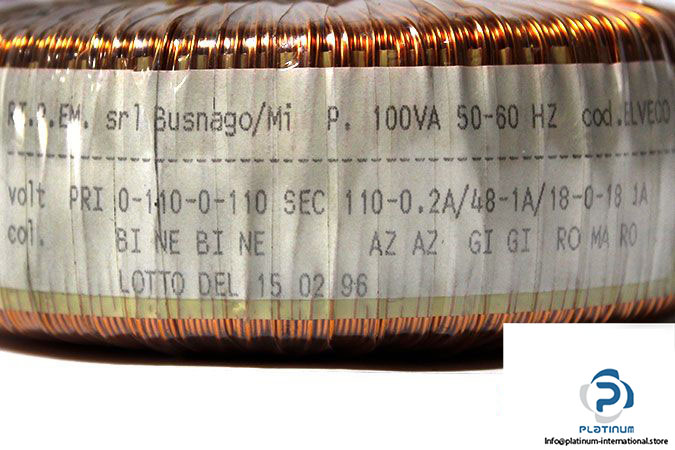 RI.P.EM. srl Busnago/Mi P. 100VA 50-60 HZ cod.ELVECO
volt PRI 0-110-0-110 SEC 110-0.2A/48-1A/18-0-18 1A
col. BI NE BI NE AZ AZ GI GI RO MA RO
LOTTO DEL 15 02 96
P
PLATINUM
Info@platinum-international.store